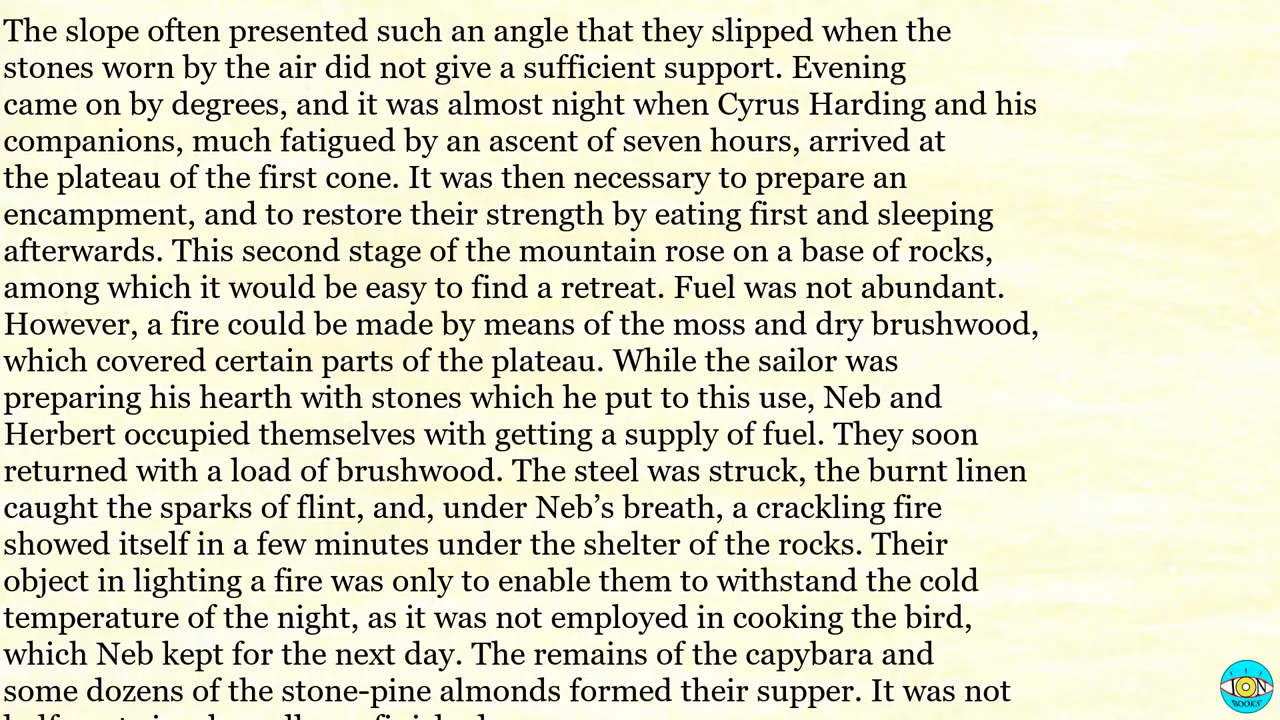 The slope often presented such an angle that they slipped when the
stones worn by the air did not give a sufficient support. Evening
came on by degrees, and it was almost night when Cyrus Harding and his
companions, much fatigued by an ascent of seven hours, arrived at
the plateau of the first cone. It was then necessary to prepare an
encampment, and to restore their strength by eating first and sleeping
afterwards. This second stage of the mountain rose on a base of rocks,
among which it would be easy to find a retreat. Fuel was not abundant.
However, a fire could be made by means of the moss and dry brushwood,
which covered certain parts of the plateau. While the sailor was
preparing his hearth with stones which he put to this use, Neb and
Herbert occupied themselves with getting a supply of fuel. They soon
returned with a load of brushwood. The steel was struck, the burnt linen
caught the sparks of flint, and, under Neb’s breath, a crackling fire
showed itself in a few minutes under the shelter of the rocks. Their
object in lighting a fire was only to enable them to withstand the cold
temperature of the night, as it was not employed in cooking the bird,
which Neb kept for the next day. The remains of the capybara and
some dozens of the stone-pine almonds formed their supper. It was not
ION
BOOKS